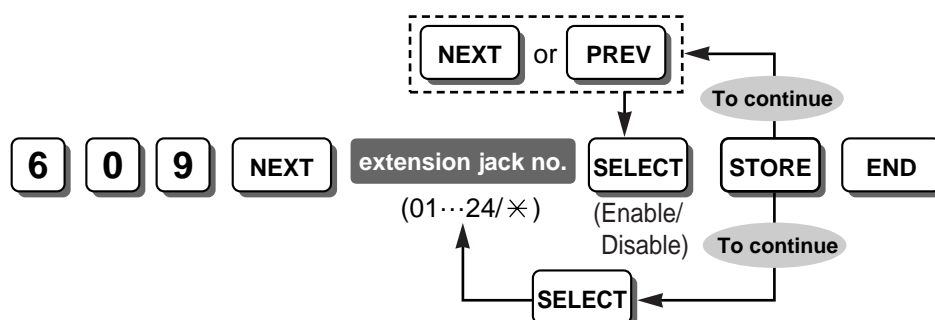 NEXT or PREV
To continue
6 0 9 NEXT extension jack no. SELECT STORE END
(01···24/✳) (Enable/
Disable) To continue
SELECT